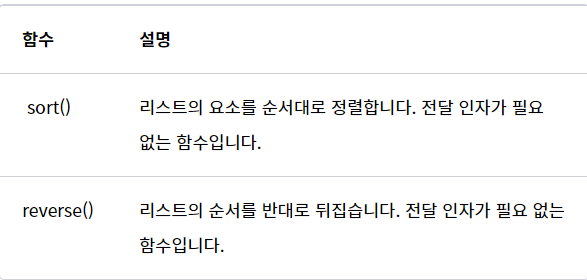 함수 설명
sort() 리스트의 요소를 순서대로 정렬합니다. 전달 인자가 필요
없는 함수입니다.
reverse() 리스트의 순서를 반대로 뒤집습니다. 전달 인자가 필요 없는
함수입니다.